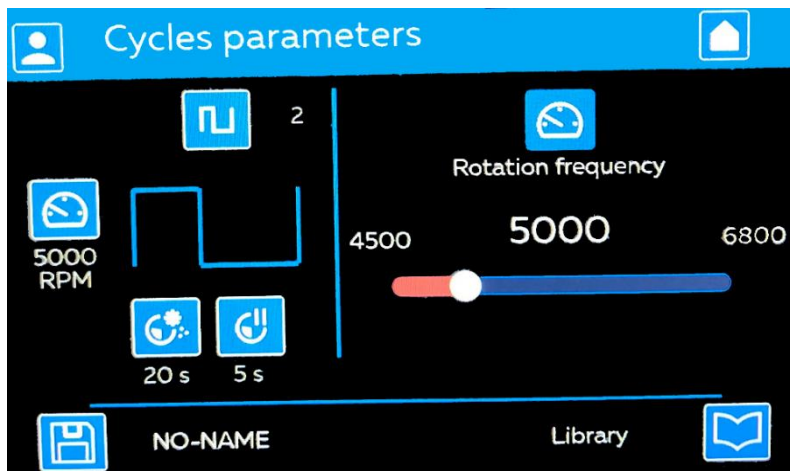 Cycles parameters
2
5000
RPM
20 s
5 s
Rotation frequency
4500
5000
6800
NO-NAME
Library